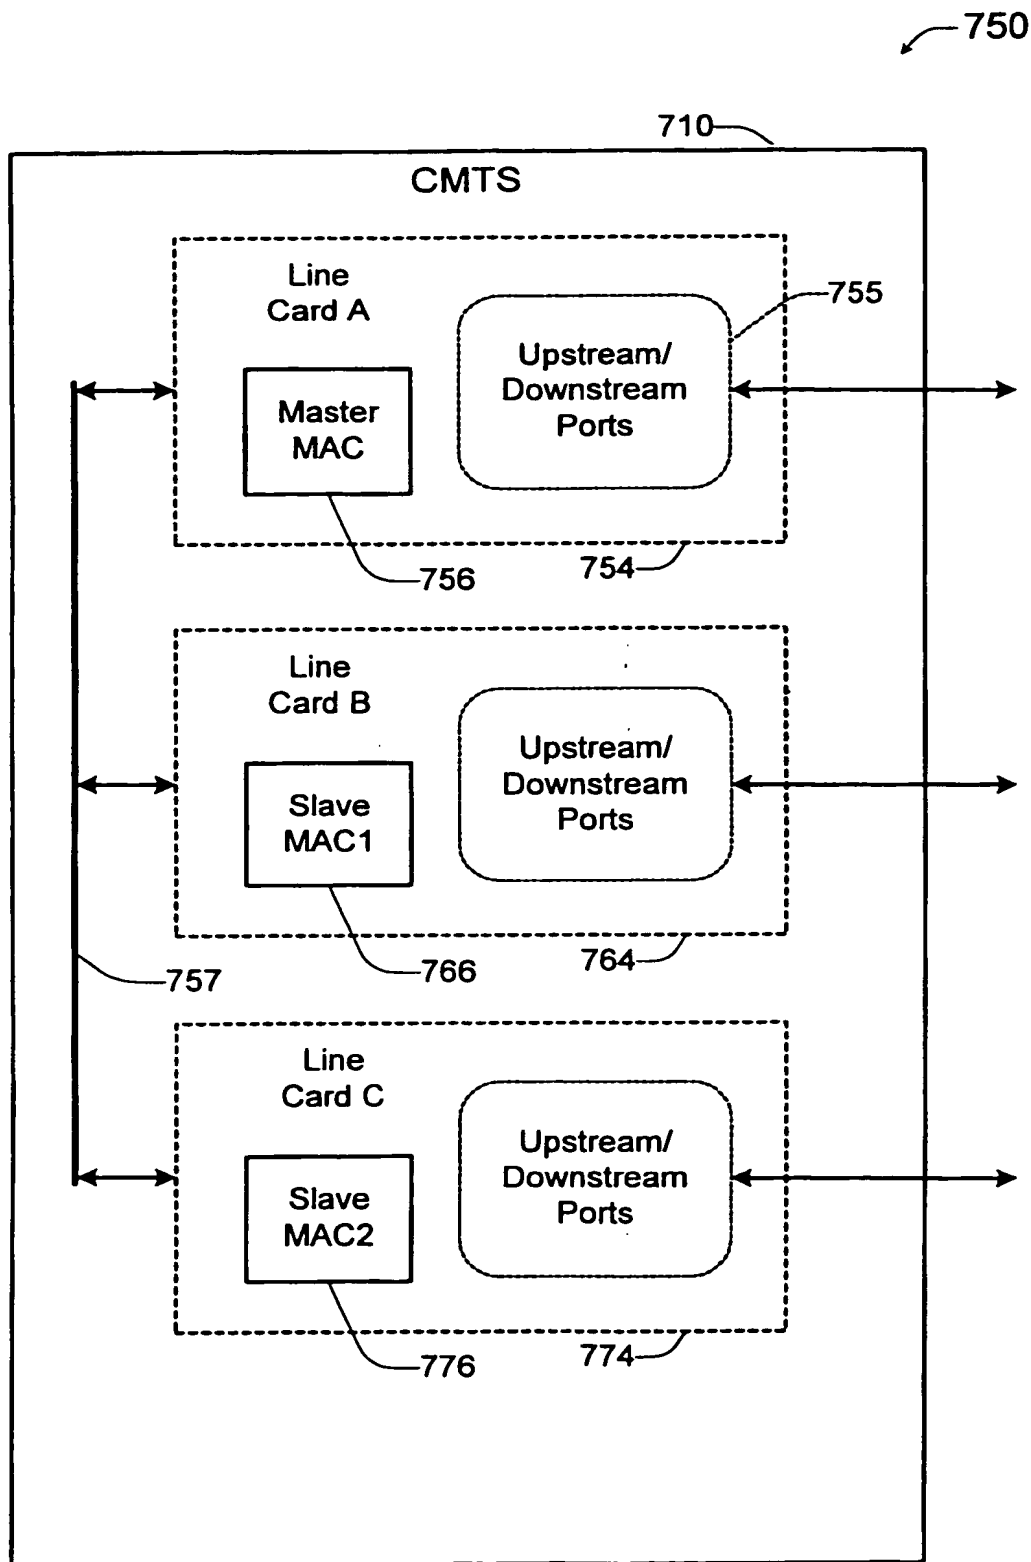 750
710
CMTS
Line
Card A
755
Upstream/
Downstream
Ports
Master
MAC
756
754
Line
Card B
Upstream/
Downstream
Ports
Slave
MAC1
766
764
757
Line
Card C
Upstream/
Downstream
Ports
Slave
MAC2
776
774